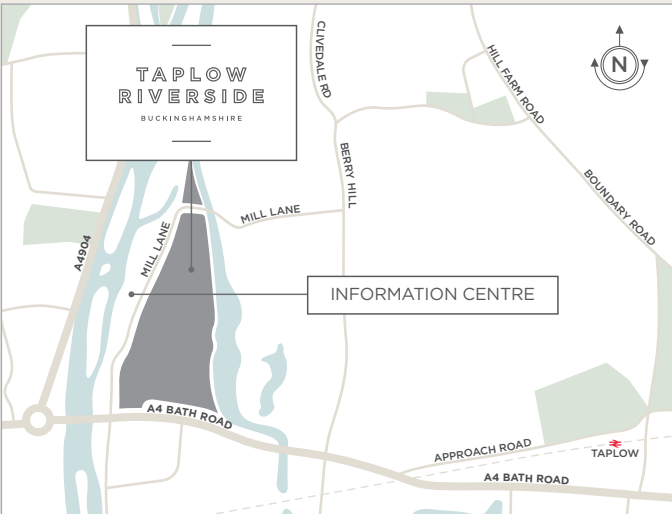 TAPLOW
RIVERSIDE
BUCKINGHAMSHIRE
N
CLIVEDALE RD
HILL FARM ROAD
BERRY HILL
BOUNDARY ROAD
MILL LANE
MILL LANE
A4904
INFORMATION CENTRE
A4 BATH ROAD
APPROACH ROAD
TAPLOW
A4 BATH ROAD